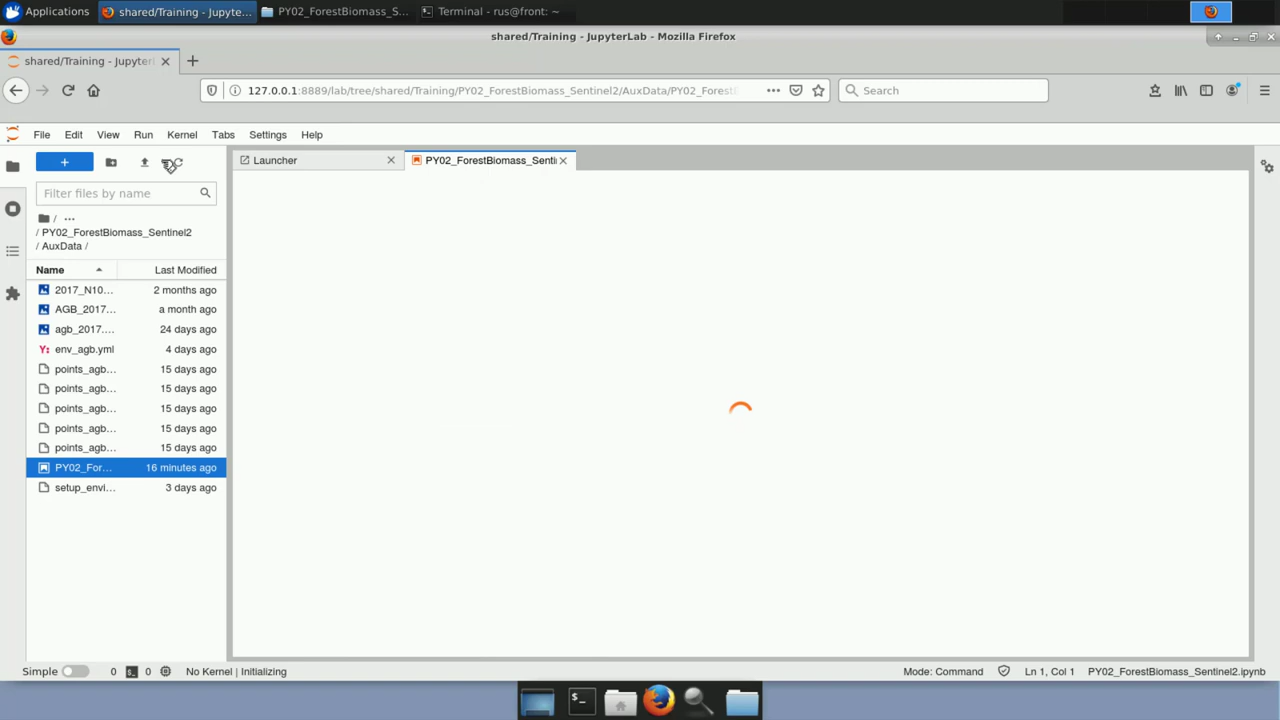 Applications
shared/Training - Jupyte...
PY02_ForestBiomass_S...
Terminal - rus@front: ~
shared/Training - JupyterLab - Mozilla Firefox
shared/Training - Jupyter
127.0.0.1:8889/lab/tree/shared/Training/PY02_ForestBiomass_Sentinel2/AuxData/PY02_Forest
Search
File Edit View Run Kernel Tabs Settings Help
Launcher
PY02_ForestBiomass_Senti
Filter files by name
/ ...
/ PY02_ForestBiomass_Sentinel2
/ AuxData /
Name Last Modified
2017_N10... 2 months ago
AGB_2017... a month ago
agb_2017.... 24 days ago
Y: env_agb.yml 4 days ago
points_agb... 15 days ago
points_agb... 15 days ago
points_agb... 15 days ago
points_agb... 15 days ago
points_agb... 15 days ago
PY02_For... 16 minutes ago
setup_envi... 3 days ago
Simple 0 0 No Kernel | Initializing Mode: Command Ln 1, Col 1 PY02_ForestBiomass_Sentinel2.ipynb